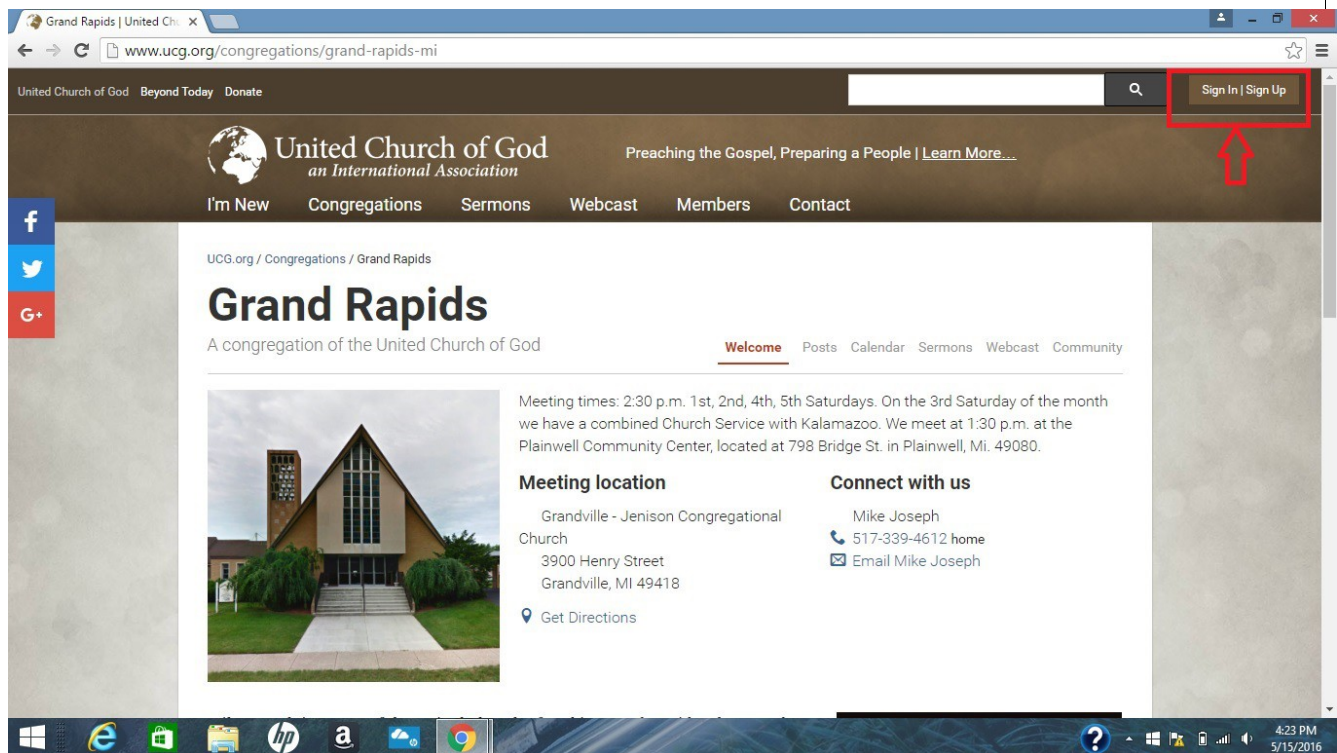 Grand Rapids | United Chu
www.ucg.org/congregations/grand-rapids-mi
United Church of God Beyond Today Donate
Sign In | Sign Up
United Church of God
an International Association
Preaching the Gospel, Preparing a People | Learn More...
I'm New Congregations Sermons Webcast Members Contact
UCG.org / Congregations / Grand Rapids
Grand Rapids
A congregation of the United Church of God
Welcome Posts Calendar Sermons Webcast Community
Meeting times: 2:30 p.m. 1st, 2nd, 4th, 5th Saturdays. On the 3rd Saturday of the month
we have a combined Church Service with Kalamazoo. We meet at 1:30 p.m. at the
Plainwell Community Center, located at 798 Bridge St. in Plainwell, Mi. 49080.
Meeting location
Grandville - Jenison Congregational
Church
3900 Henry Street
Grandville, MI 49418
Get Directions
Connect with us
Mike Joseph
517-339-4612 home
Email Mike Joseph
f
G+
hp
a
4:23 PM
5/15/2016